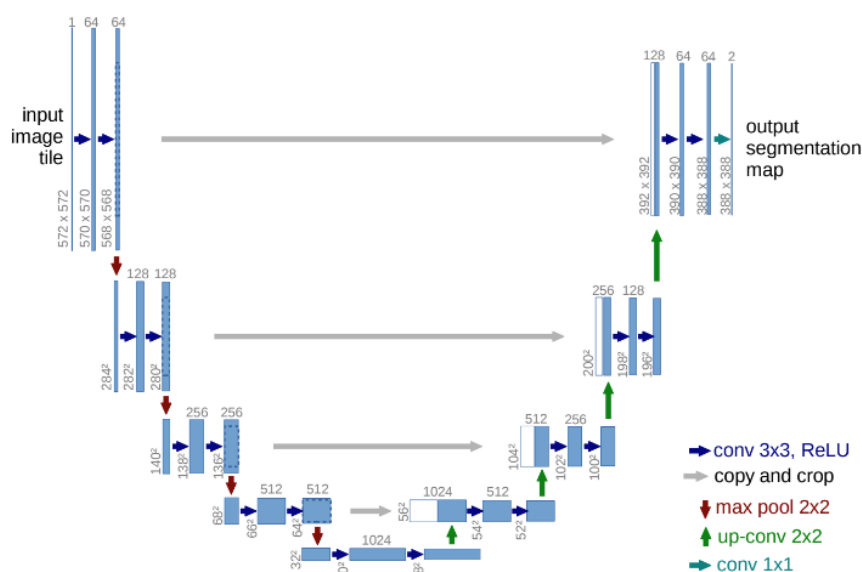 1 64 64
128 64 64 2
input
image
tile
output
segmentation
map
572 x 572
570 x 570
568 x 568
392 x 392
390 x 390
388 x 388
388 x 388
128 128
256 128
284²
282²
280²
200²
198²
196²
256 256
512 256
140²
138²
136²
104²
102²
100²
512 512
1024 512
68²
66²
64²
56²
54²
52²
1024
32²
conv 3x3, ReLU
copy and crop
max pool 2x2
up-conv 2x2
conv 1x1